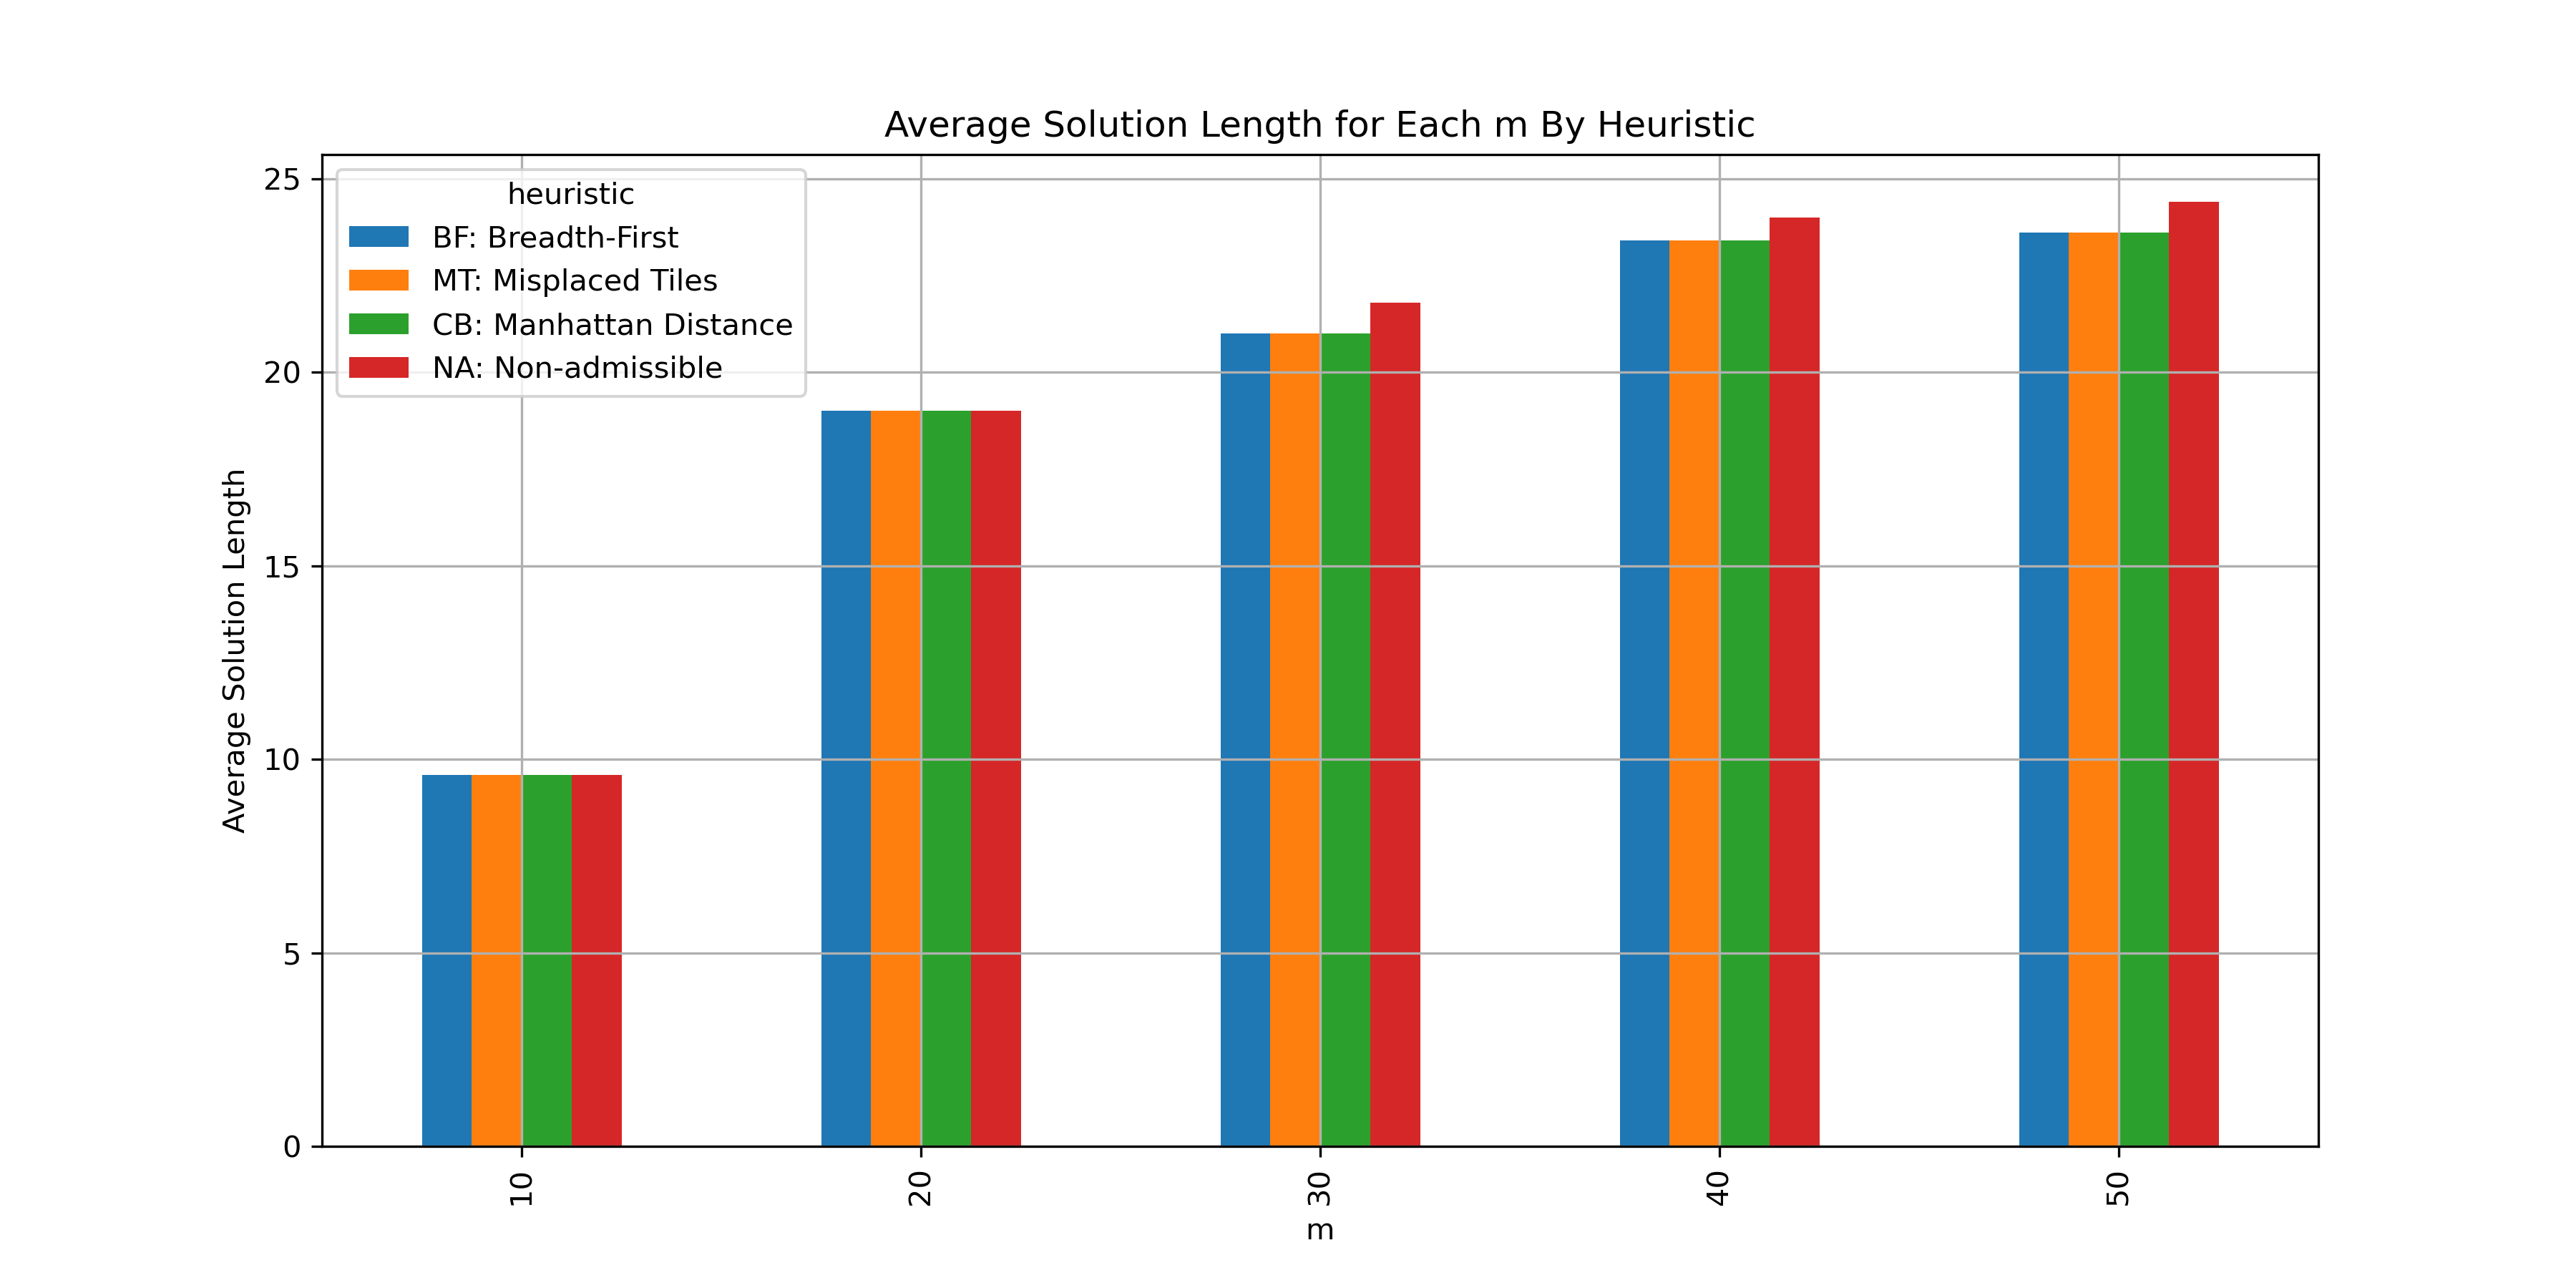 Average Solution Length for Each m By Heuristic
heuristic
BF: Breadth-First
MT: Misplaced Tiles
CB: Manhattan Distance
NA: Non-admissible
Average Solution Length
25
20
15
10
5
0
10
20
30
40
50
m